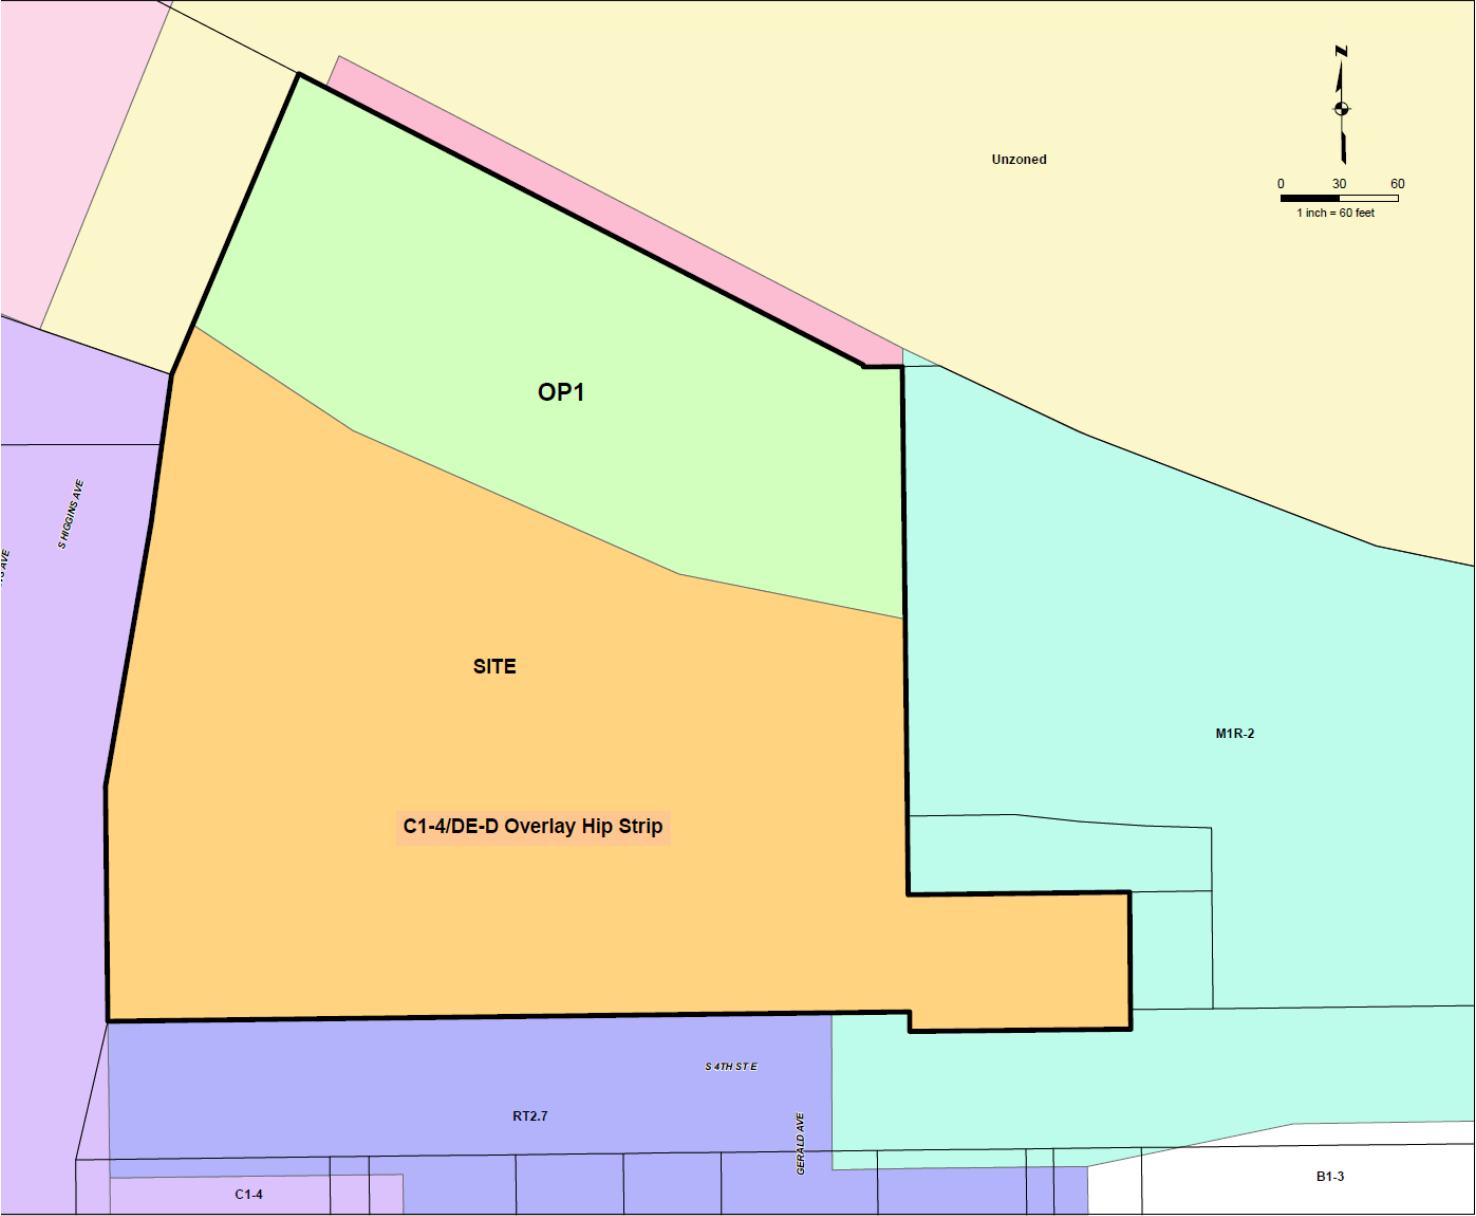 N
Unzoned
0 30 60
1 inch = 60 feet
OP1
S HIGGINS AVE
SITE
M1R-2
C1-4/DE-D Overlay Hip Strip
S 4TH ST E
RT2.7
GERALD AVE
B1-3
C1-4